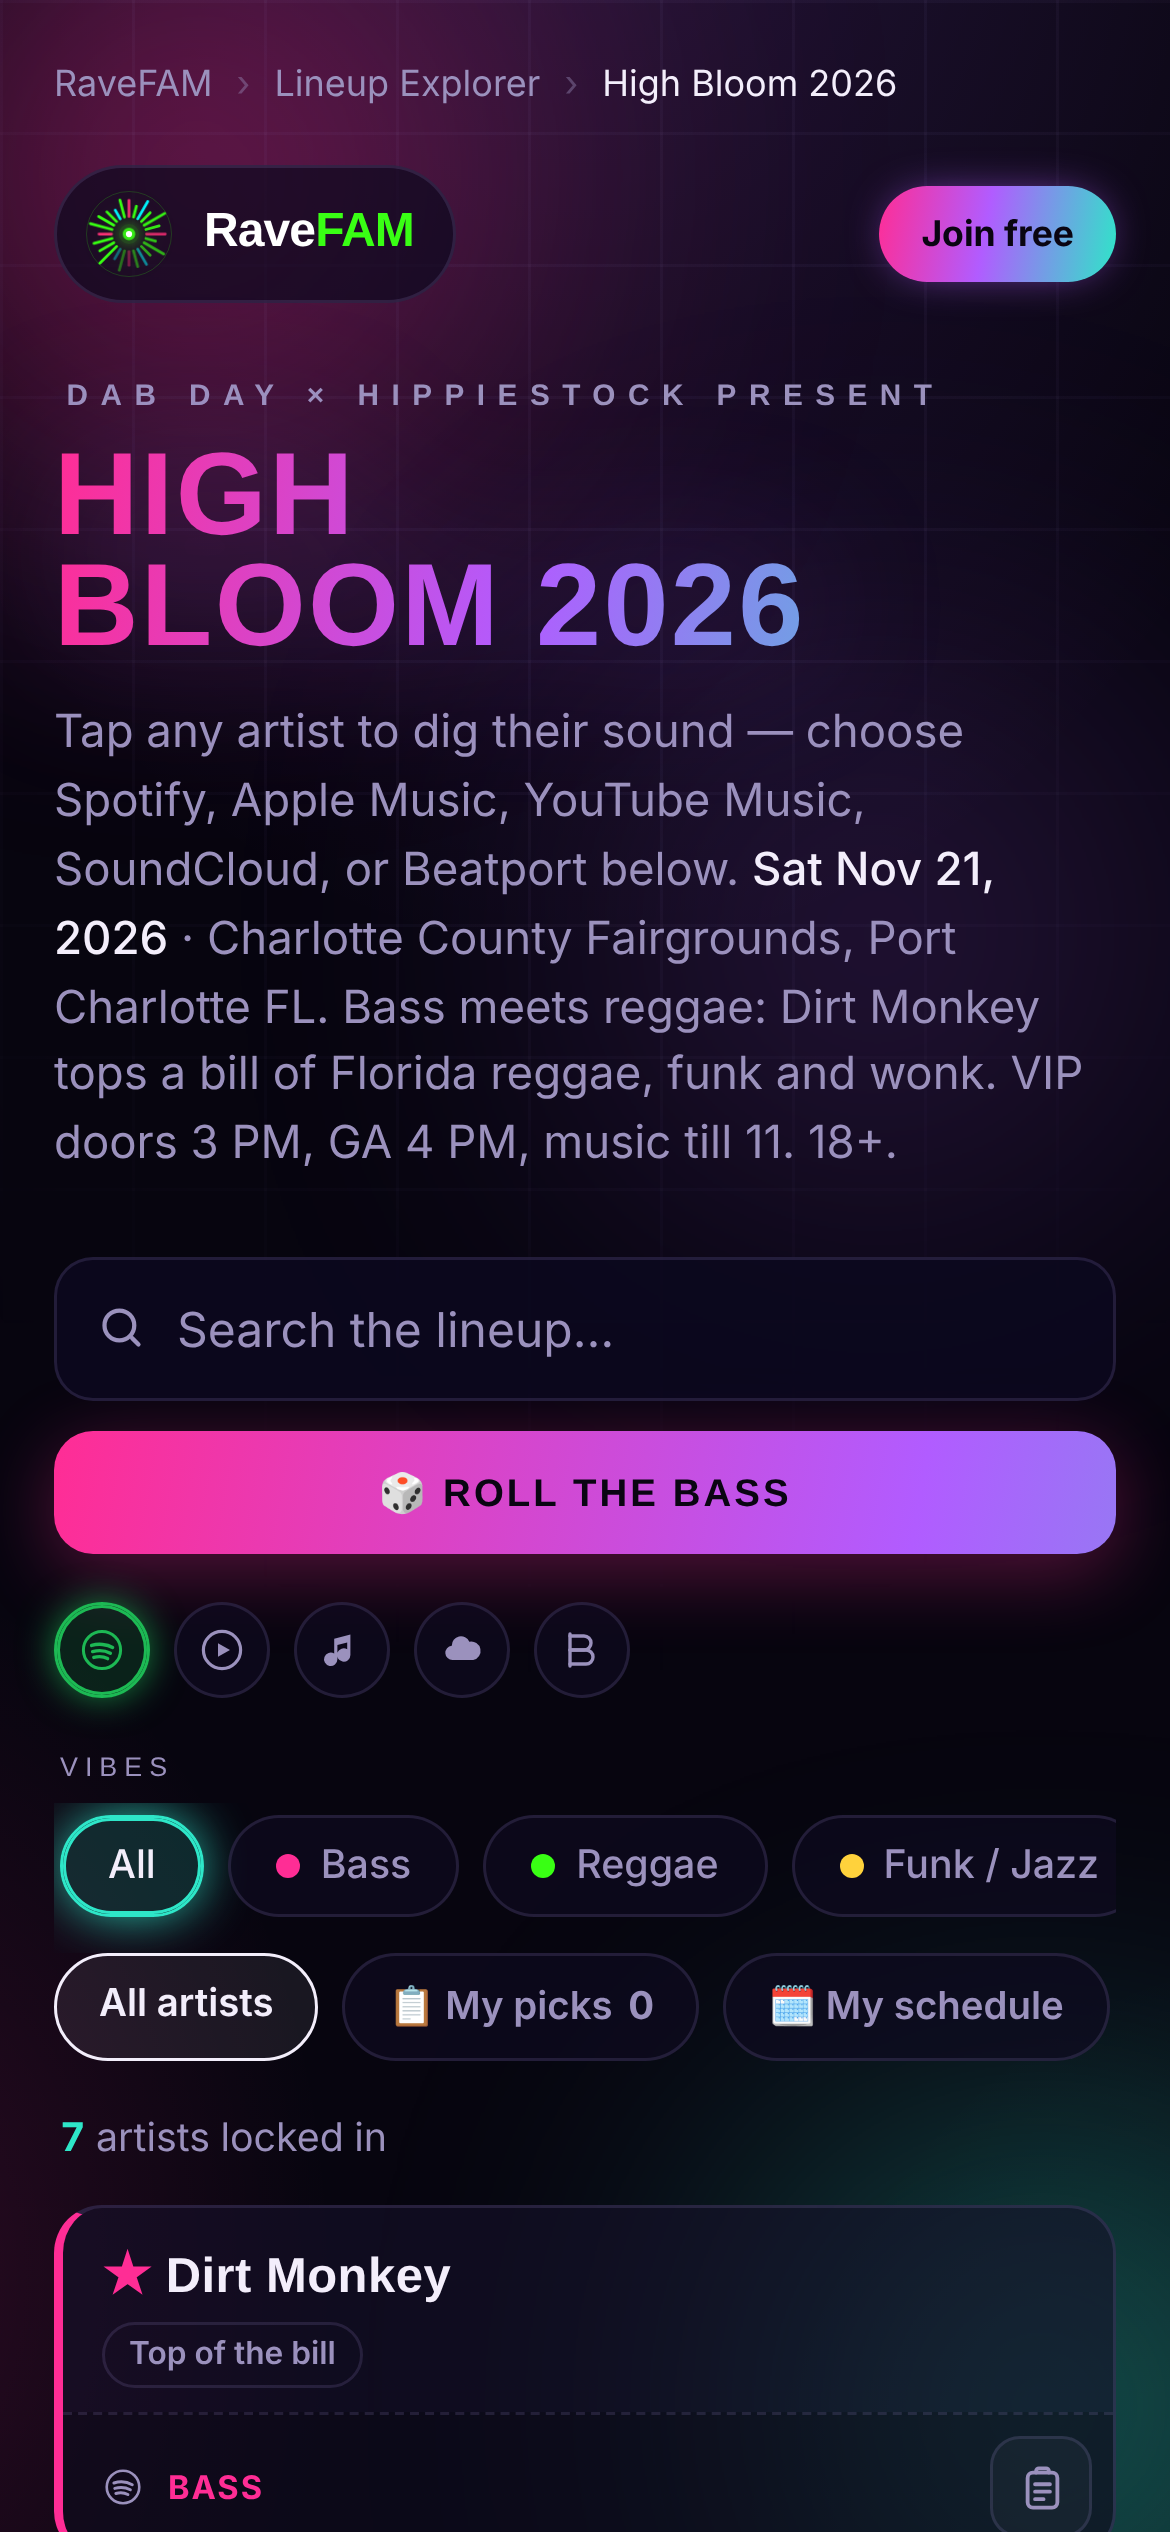 RaveFAM › Lineup Explorer › High Bloom 2026
RaveFAM
Join free
DAB DAY × HIPPIESTOCK PRESENT
HIGH
BLOOM 2026
Tap any artist to dig their sound — choose
Spotify, Apple Music, YouTube Music,
SoundCloud, or Beatport below. Sat Nov 21,
2026 · Charlotte County Fairgrounds, Port
Charlotte FL. Bass meets reggae: Dirt Monkey
tops a bill of Florida reggae, funk and wonk. VIP
doors 3 PM, GA 4 PM, music till 11. 18+.
Search the lineup...
🎲 ROLL THE BASS
VIBES
All
Bass
Reggae
Funk / Jazz
All artists
📋 My picks 0
🗓️ My schedule
7 artists locked in
★ Dirt Monkey
Top of the bill
BASS